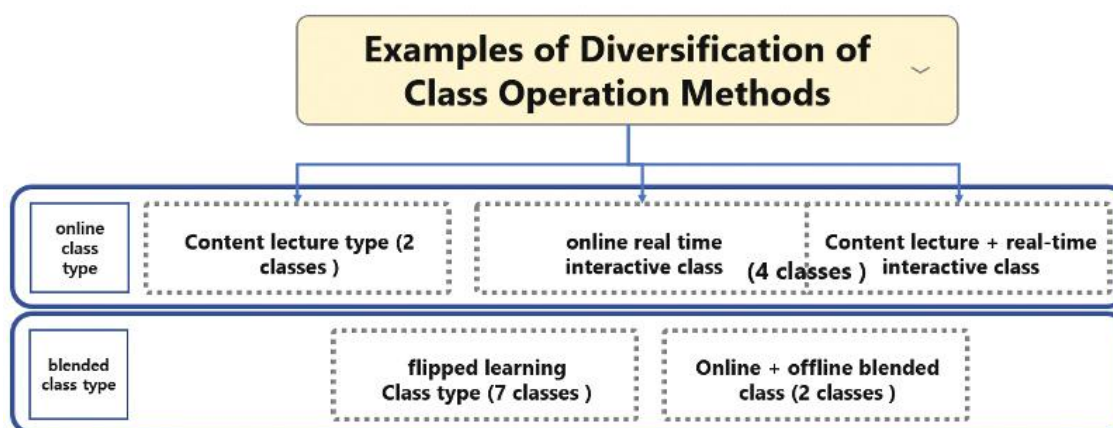 Examples of Diversification of
Class Operation Methods
online
class
type
Content lecture type (2
classes )
online real time
interactive class
(4 classes )
Content lecture + real-time
interactive class
blended
class type
flipped learning
Class type (7 classes )
Online + offline blended
class (2 classes )